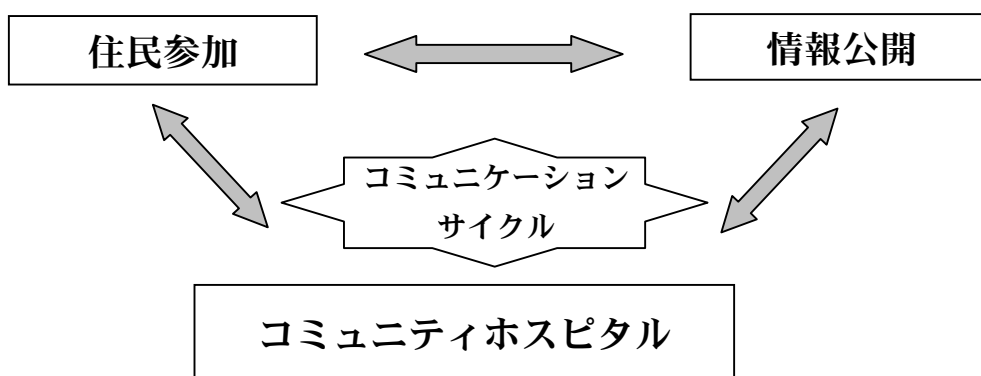 住民参加
情報公開
コミュニケーション
サイクル
コミュニティホスピタル